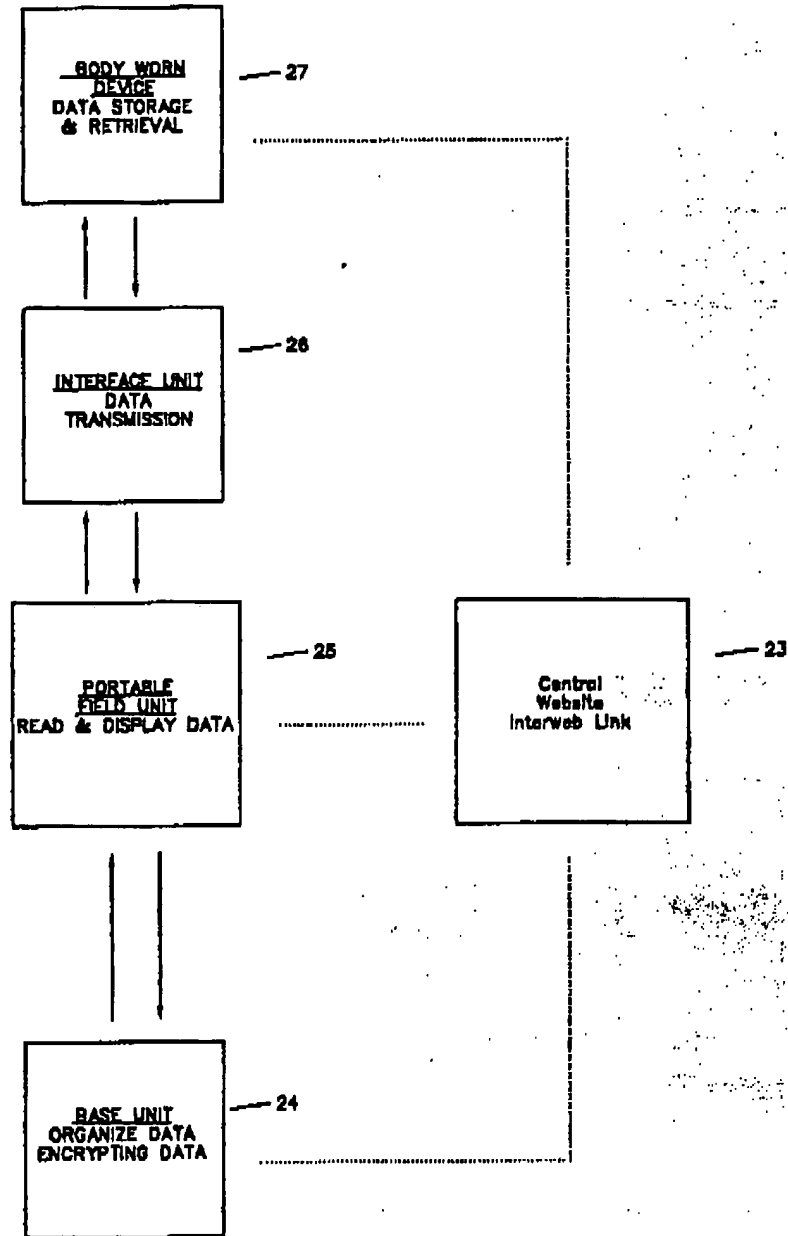 BODY WORN
DEVICE
DATA STORAGE
& RETRIEVAL
27
INTERFACE UNIT
DATA
TRANSMISSION
26
PORTABLE
FIELD UNIT
READ & DISPLAY DATA
25
Central
Website
Interweb Link
23
BASE UNIT
ORGANIZE DATA
ENCRYPTING DATA
24